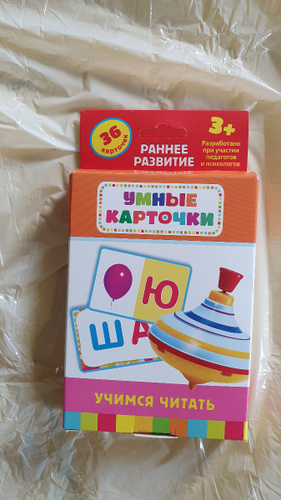 36
карточек
РАННЕЕ
РАЗВИТИЕ
3+
Разработано
при участии
педагогов
и психологов
УМНЫЕ
КАРТОЧКИ
Ю
ША
УЧИМСЯ ЧИТАТЬ